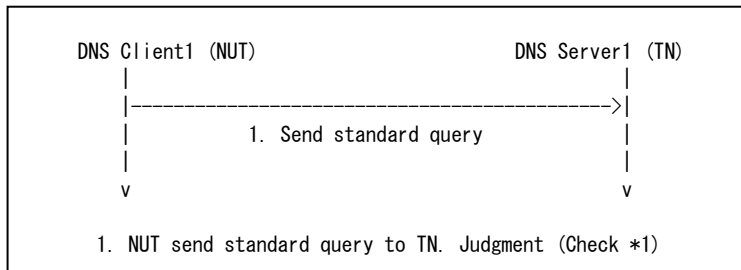 DNS Client1 (NUT)                    DNS Server1 (TN)
|                                             |
|--------------------------------------------->|
|          1. Send standard query             |
|                                             |
v                                             v
1. NUT send standard query to TN. Judgment (Check *1)